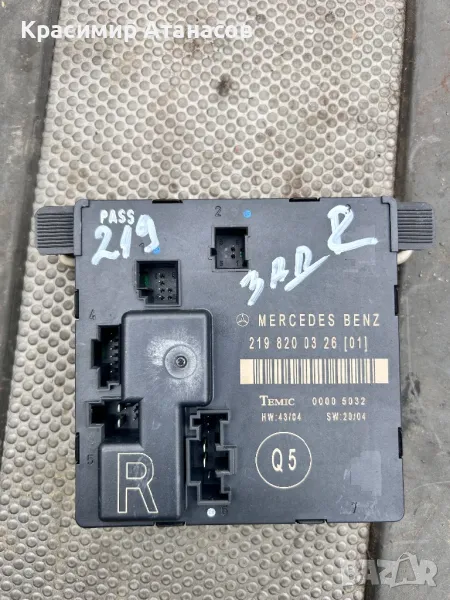 Красимир Атанасов
PASS
219
2
ЗАД R
4
MERCEDES BENZ
219 820 03 26 [01]
TEMIC 0000 5032
HW:43/04 SW:20/04
5
R
Q5
7